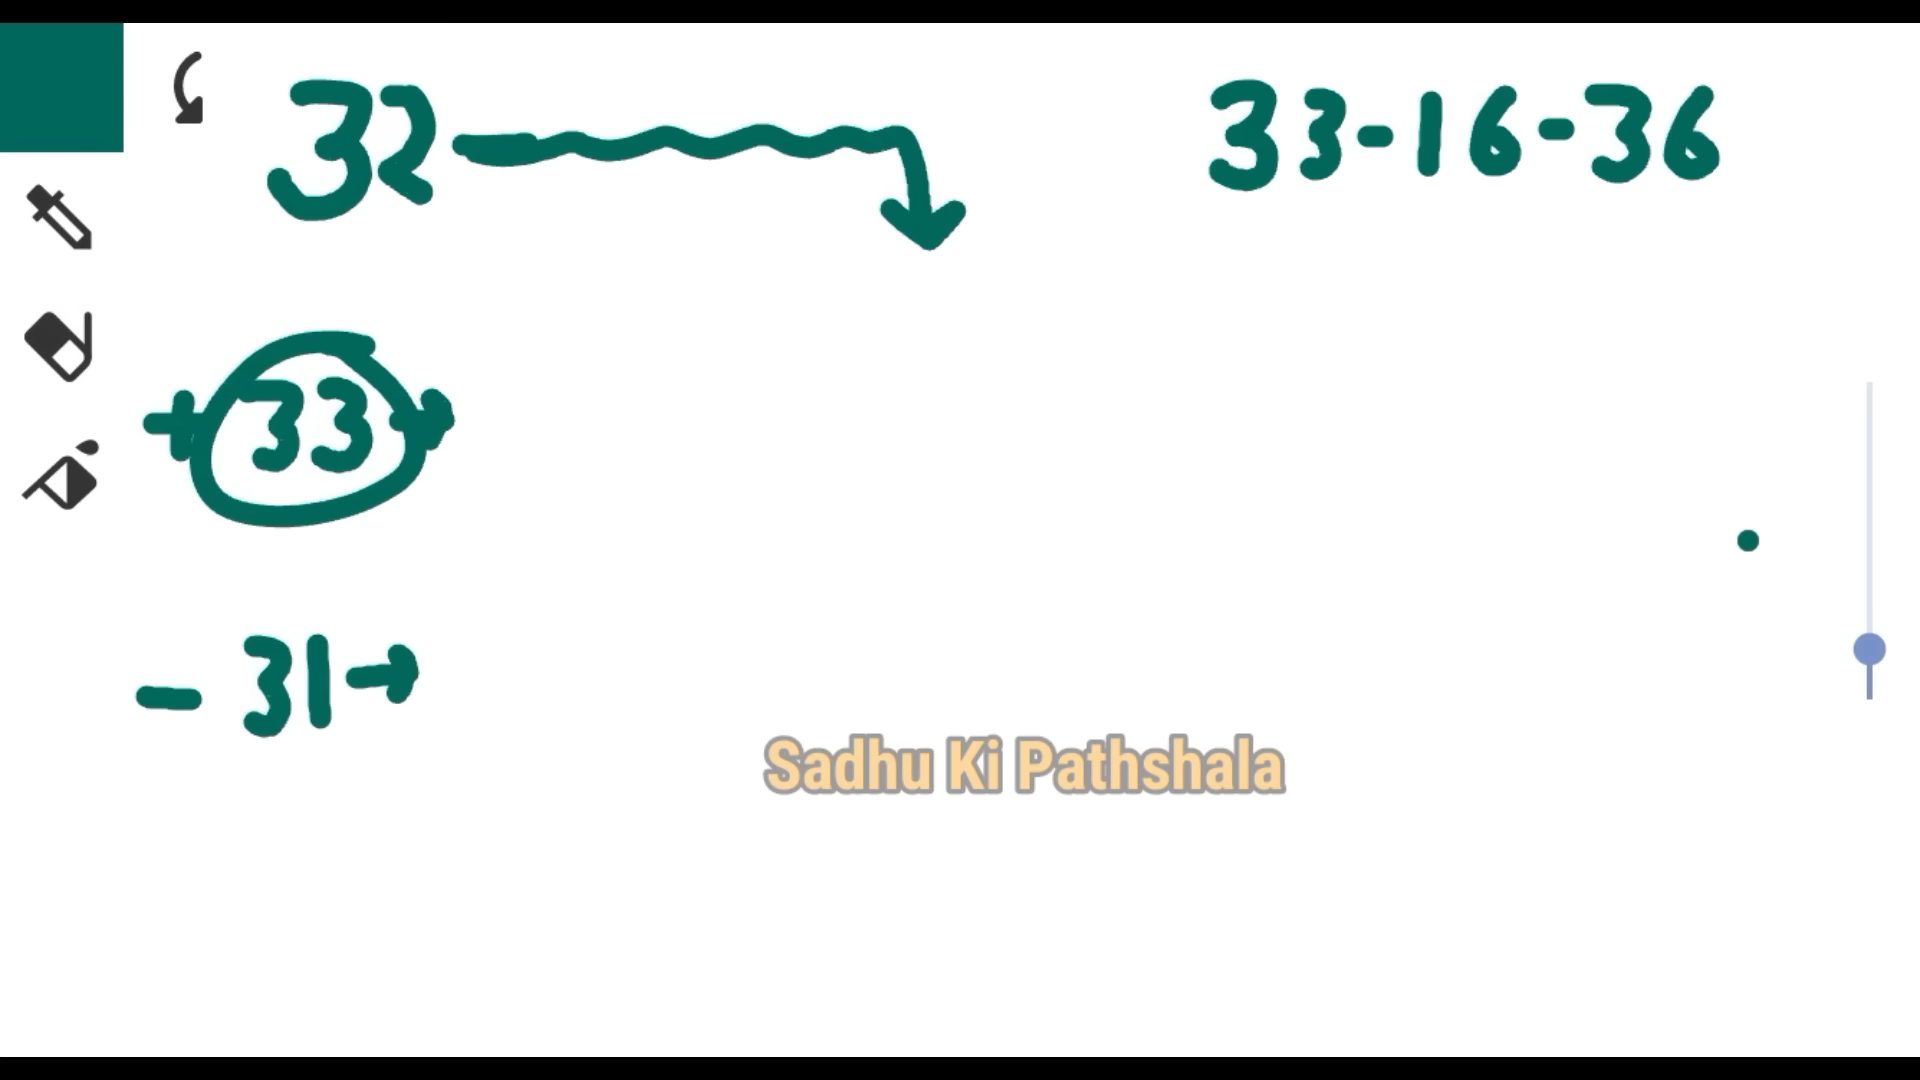 32 33-16-36
+ 33 →
- 31 →
Sadhu Ki Pathshala